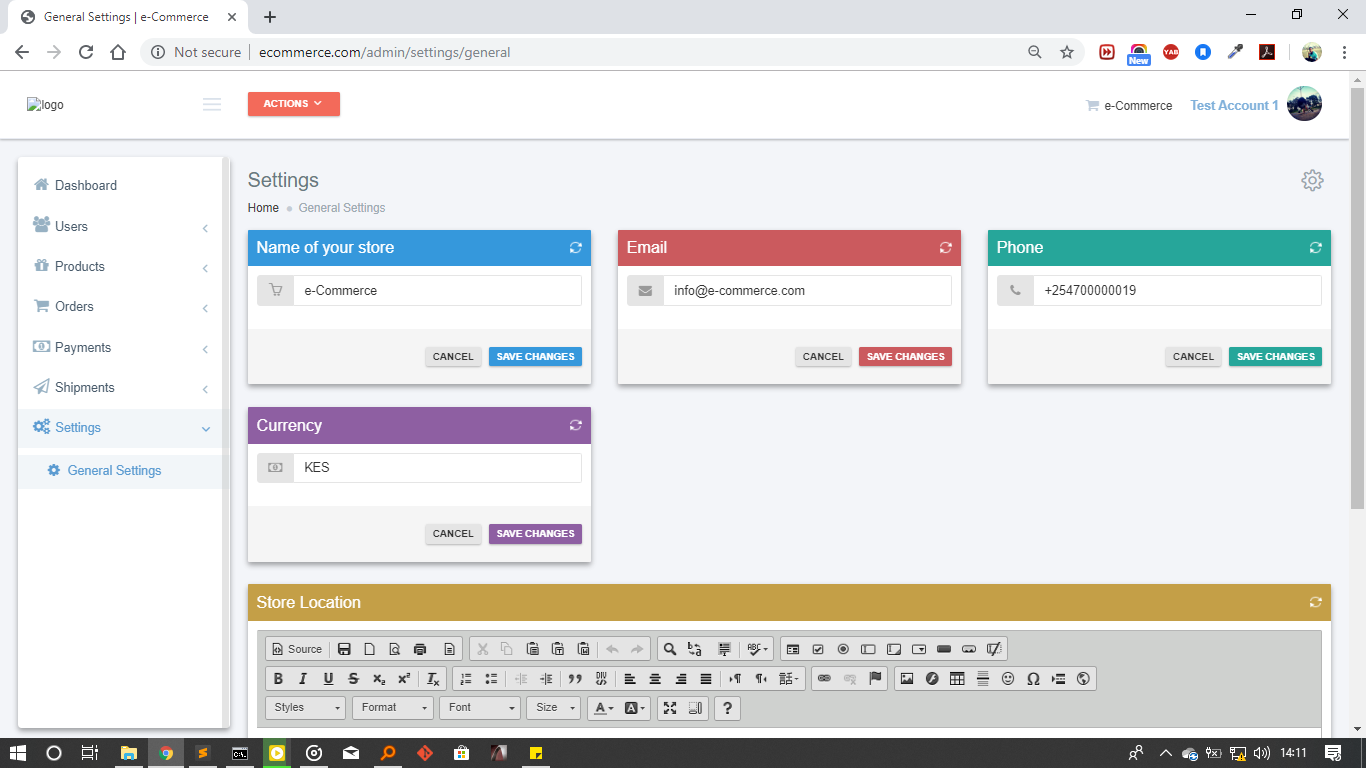 General Settings | e-Commerce
Not secure
ecommerce.com/admin/settings/general
YAB
New
logo
ACTIONS
e-Commerce
Test Account 1
Dashboard
Users
Products
Orders
Payments
Shipments
Settings
General Settings
Settings
Home
General Settings
Name of your store
e-Commerce
CANCEL
SAVE CHANGES
Email
info@e-commerce.com
CANCEL
SAVE CHANGES
Phone
+254700000019
CANCEL
SAVE CHANGES
Currency
KES
CANCEL
SAVE CHANGES
Store Location
Source
Styles
Format
Font
Size
14:11